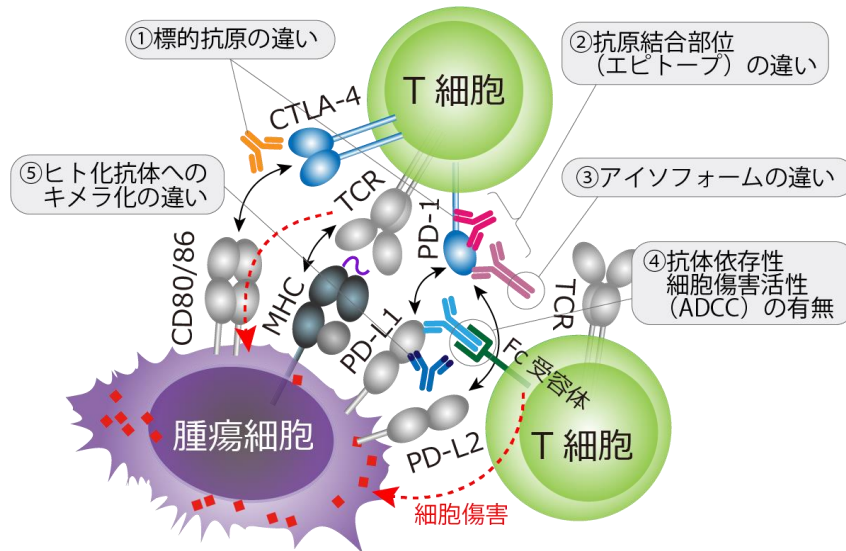 ①標的抗原の違い
②抗原結合部位
（エピトープ）の違い
T 細胞
CTLA-4
⑤ヒト化抗体への
キメラ化の違い
③アイソフォームの違い
TCR
PD-1
④抗体依存性
細胞傷害活性
（ADCC）の有無
CD80/86
MHC
PD-L1
TCR
Fc 受容体
腫瘍細胞
PD-L2
T 細胞
細胞傷害